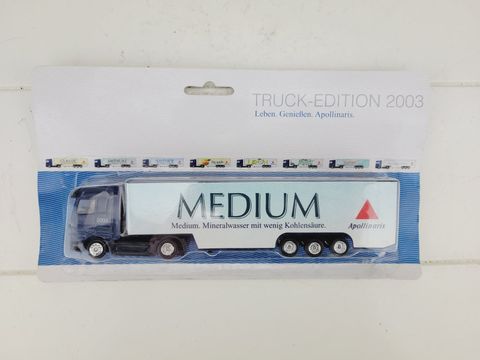 TRUCK-EDITION 2003
Leben. Genießen. Apollinaris.
MEDIUM
Medium. Mineralwasser mit wenig Kohlensäure.
Apollinaris